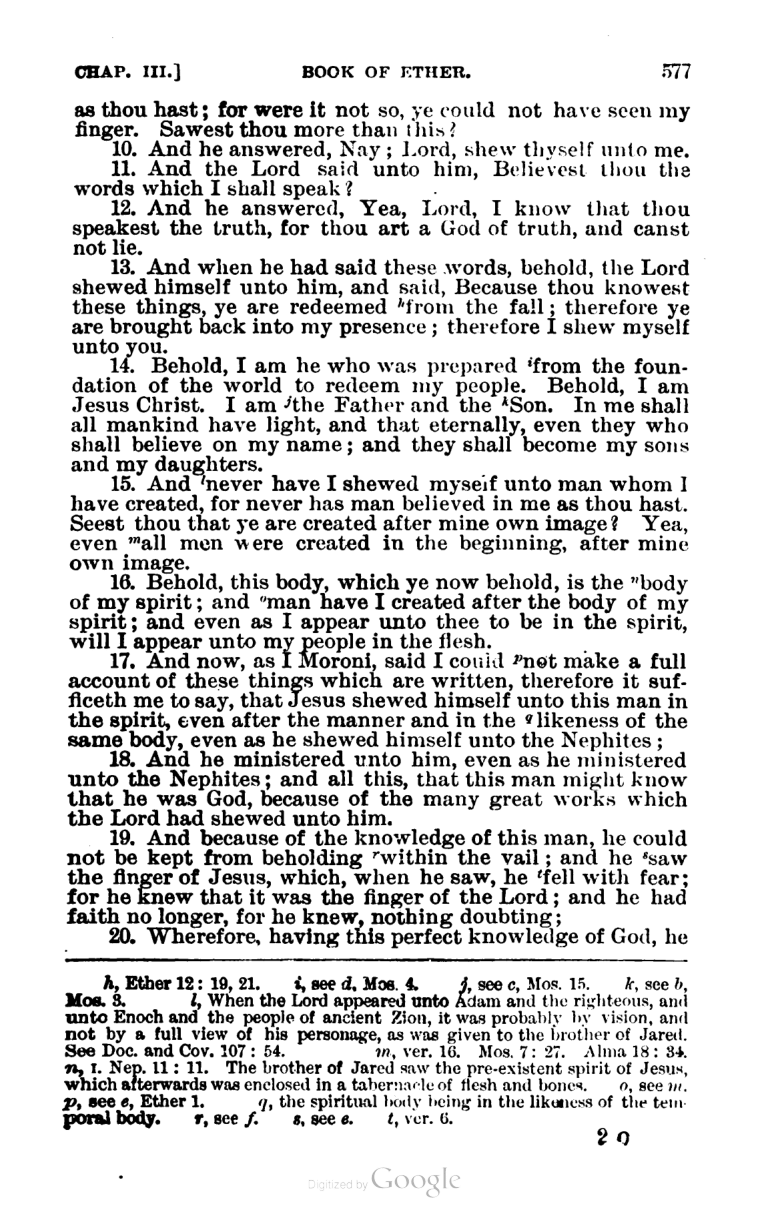 CHAP. III.] BOOK OF ETHER. 577
as thou hast; for were it not so, ye could not have seen my
finger. Sawest thou more than this?
10. And he answered, Nay; Lord, shew thyself unto me.
11. And the Lord said unto him, Believest thou the
words which I shall speak?
12. And he answered, Yea, Lord, I know that thou
speakest the truth, for thou art a God of truth, and canst
not lie.
13. And when he had said these words, behold, the Lord
shewed himself unto him, and said, Because thou knowest
these things, ye are redeemed ʰfrom the fall; therefore ye
are brought back into my presence; therefore I shew myself
unto you.
14. Behold, I am he who was prepared ⁱfrom the foun-
dation of the world to redeem my people. Behold, I am
Jesus Christ. I am ʲthe Father and the ᵏSon. In me shall
all mankind have light, and that eternally, even they who
shall believe on my name; and they shall become my sons
and my daughters.
15. And ˡnever have I shewed myself unto man whom I
have created, for never has man believed in me as thou hast.
Seest thou that ye are created after mine own image? Yea,
even ᵐall men were created in the beginning, after mine
own image.
16. Behold, this body, which ye now behold, is the ⁿbody
of my spirit; and ᵒman have I created after the body of my
spirit; and even as I appear unto thee to be in the spirit,
will I appear unto my people in the flesh.
17. And now, as I Moroni, said I could ᵖnot make a full
account of these things which are written, therefore it suf-
ficeth me to say, that Jesus shewed himself unto this man in
the spirit, even after the manner and in the 𐞥likeness of the
same body, even as he shewed himself unto the Nephites;
18. And he ministered unto him, even as he ministered
unto the Nephites; and all this, that this man might know
that he was God, because of the many great works which
the Lord had shewed unto him.
19. And because of the knowledge of this man, he could
not be kept from beholding ʳwithin the vail; and he ˢsaw
the finger of Jesus, which, when he saw, he ᵗfell with fear;
for he knew that it was the finger of the Lord; and he had
faith no longer, for he knew, nothing doubting;
20. Wherefore, having this perfect knowledge of God, he
h, Ether 12: 19, 21. i, see d, Mos. 4. j, see c, Mos. 15. k, see b,
Mos. 3. l, When the Lord appeared unto Adam and the righteous, and
unto Enoch and the people of ancient Zion, it was probably by vision, and
not by a full view of his personage, as was given to the brother of Jared.
See Doc. and Cov. 107: 54. m, ver. 16. Mos. 7: 27. Alma 18: 34.
n, I. Nep. 11: 11. The brother of Jared saw the pre-existent spirit of Jesus,
which afterwards was enclosed in a tabernacle of flesh and bones. o, see m.
p, see e, Ether 1. q, the spiritual body being in the likeness of the tem-
poral body. r, see f. s, see e. t, ver. 6.
2 0
Digitized by Google